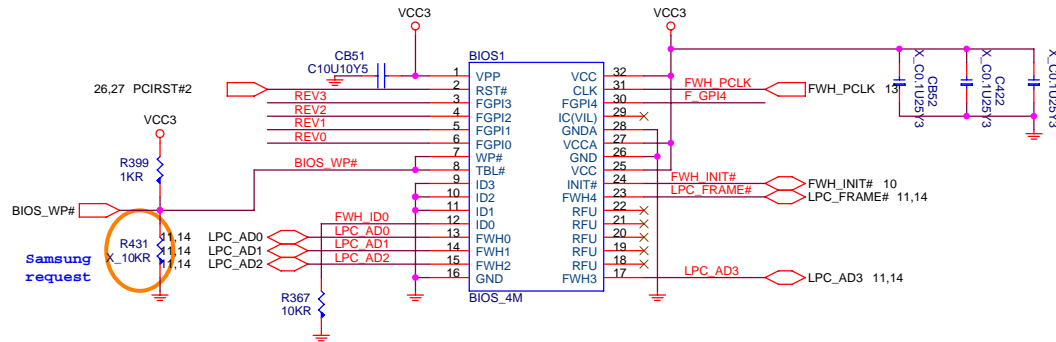 VCC3
VCC3
CB51
C10U10Y5
BIOS1
26,27 PCIRST#2
REV3
REV2
REV1
REV0
1 VPP
2 RST#
3 FGPI3
4 FGPI2
5 FGPI1
6 FGPI0
7 WP#
8 TBL#
9 ID3
10 ID2
11 ID1
12 ID0
13 FWH0
14 FWH1
15 FWH2
16 GND
VCC 32
CLK 31
FGPI4 30
IC(VIL) 29
GNDA 28
VCCA 27
GND 26
VCC 25
INIT# 24
FWH4 23
RFU 22
RFU 21
RFU 20
RFU 19
RFU 18
FWH3 17
BIOS_4M
FWH_PCLK
FWH_PCLK 13
F_GPI4
X_C0.1U25Y3
CB52
X_C0.1U25Y3
C422
X_C0.1U25Y3
VCC3
R399
1KR
BIOS_WP#
BIOS_WP#
FWH_INIT#
FWH_INIT# 10
LPC_FRAME#
LPC_FRAME# 11,14
FWH_ID0
R431
X_10KR
11,14 LPC_AD0 LPC_AD0
11,14 LPC_AD1 LPC_AD1
11,14 LPC_AD2 LPC_AD2
Samsung
request
R367
10KR
LPC_AD3
LPC_AD3 11,14